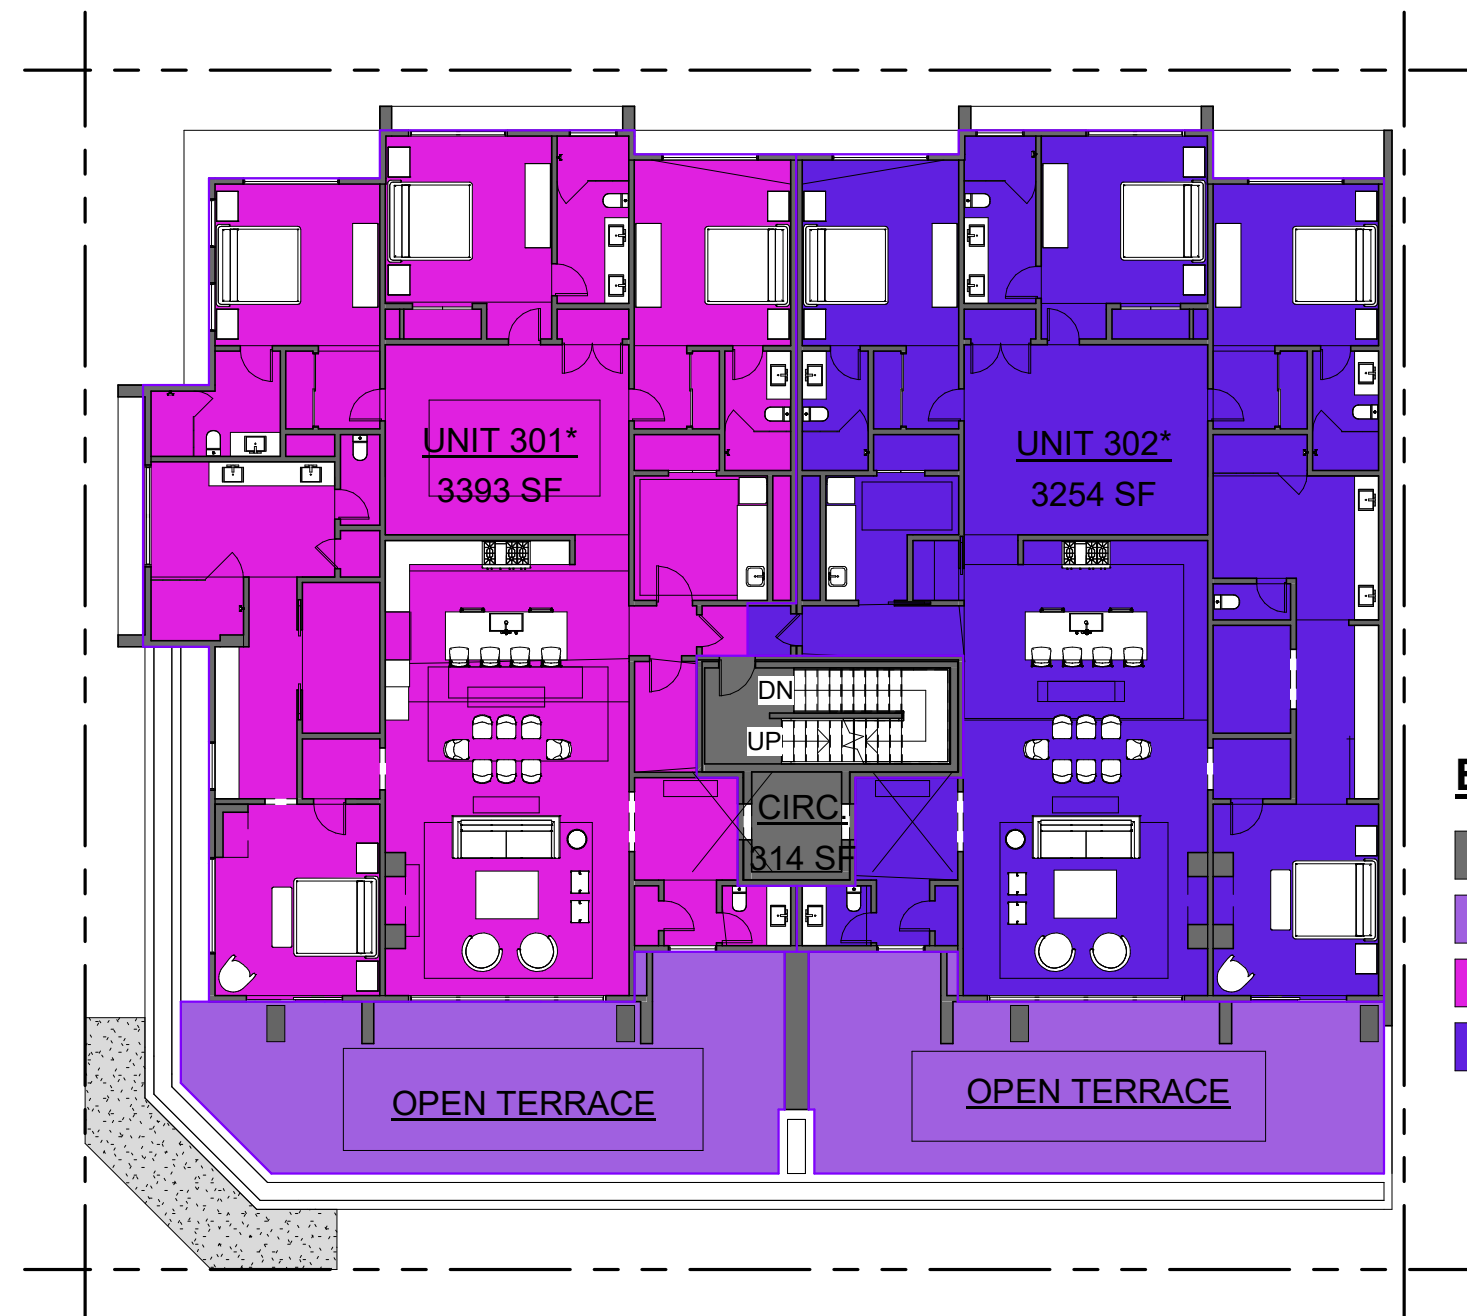 UNIT 301*
3393 SF
UNIT 302*
3254 SF
DN
UP
CIRC.
314 SF
OPEN TERRACE
OPEN TERRACE